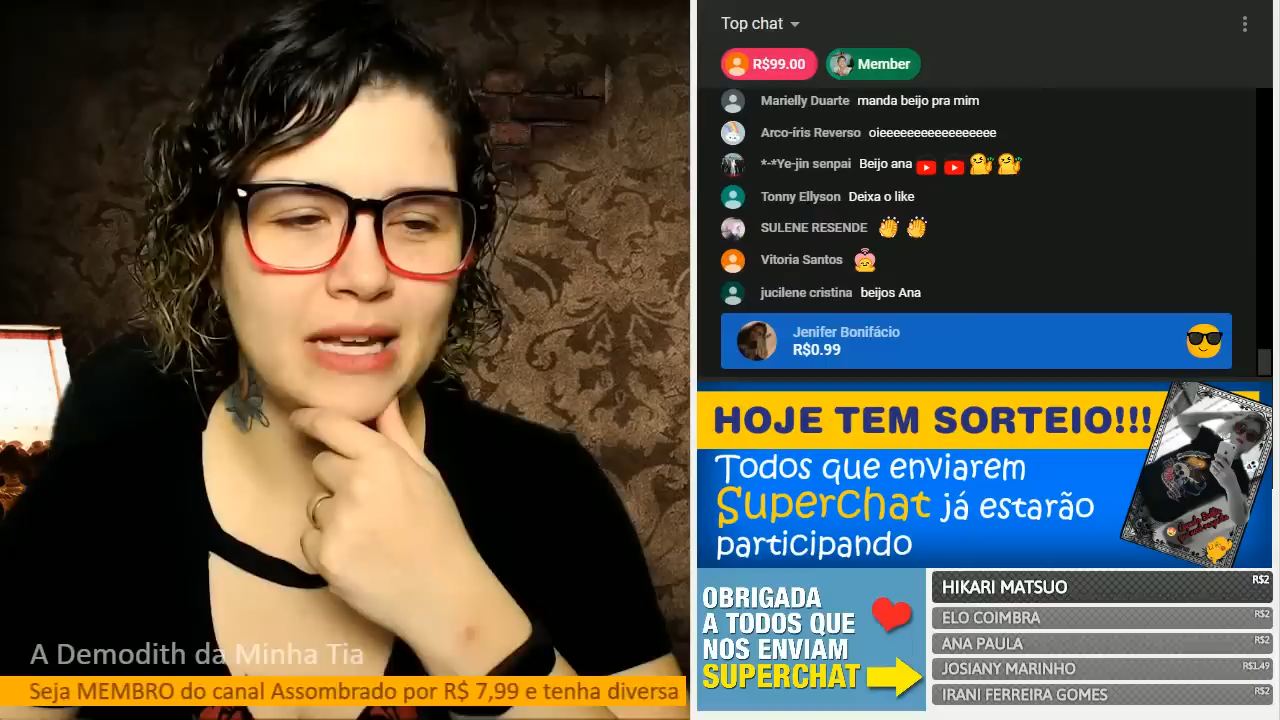 Top chat
R$99.00
Member
Marielly Duarte manda beijo pra mim
Arco-íris Reverso oieeeeeeeeeeeeeeeeee
*-*Ye-jin senpai Beijo ana
Tonny Ellyson Deixa o like
SULENE RESENDE
Vitoria Santos
jucilene cristina beijos Ana
Jenifer Bonifácio
R$0.99
HOJE TEM SORTEIO!!!
Todos que enviarem
Superchat já estarão
participando
OBRIGADA
A TODOS QUE
NOS ENVIAM
SUPERCHAT
HIKARI MATSUO R$2
ELO COIMBRA R$2
ANA PAULA R$2
JOSIANY MARINHO R$1.49
IRANI FERREIRA GOMES R$2
A Demodith da Minha Tia
Seja MEMBRO do canal Assombrado por R$ 7,99 e tenha diversa